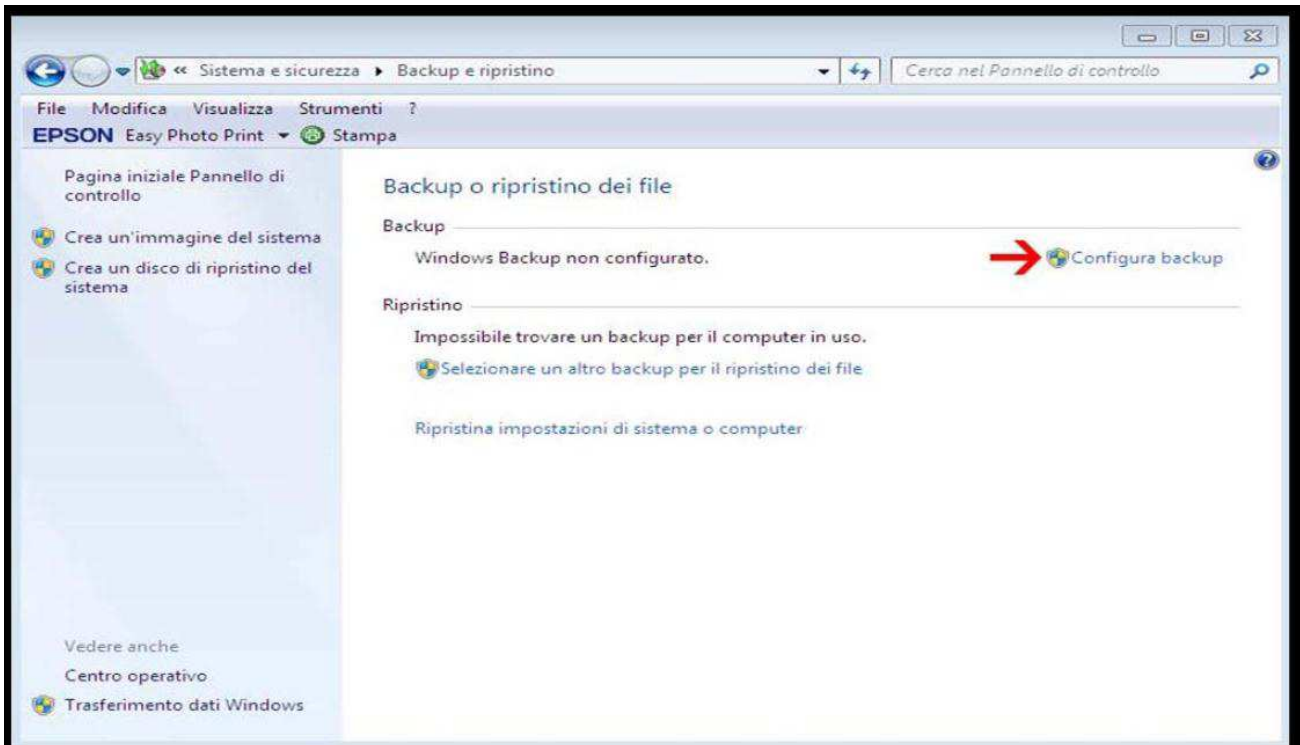 « Sistema e sicurezza ▸ Backup e ripristino
Cerca nel Pannello di controllo
File Modifica Visualizza Strumenti ?
EPSON Easy Photo Print Stampa
Pagina iniziale Pannello di
controllo
Crea un'immagine del sistema
Crea un disco di ripristino del
sistema
Vedere anche
Centro operativo
Trasferimento dati Windows
Backup o ripristino dei file
Backup
Windows Backup non configurato.
Configura backup
Ripristino
Impossibile trovare un backup per il computer in uso.
Selezionare un altro backup per il ripristino dei file
Ripristina impostazioni di sistema o computer